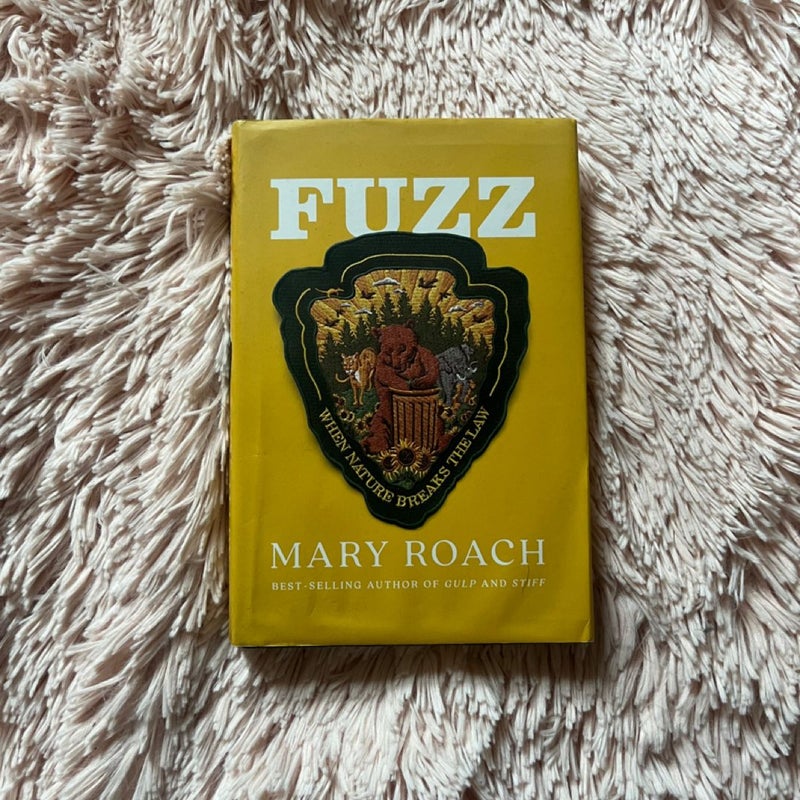 FUZZ
WHEN NATURE BREAKS THE LAW
MARY ROACH
BEST-SELLING AUTHOR OF GULP AND STIFF